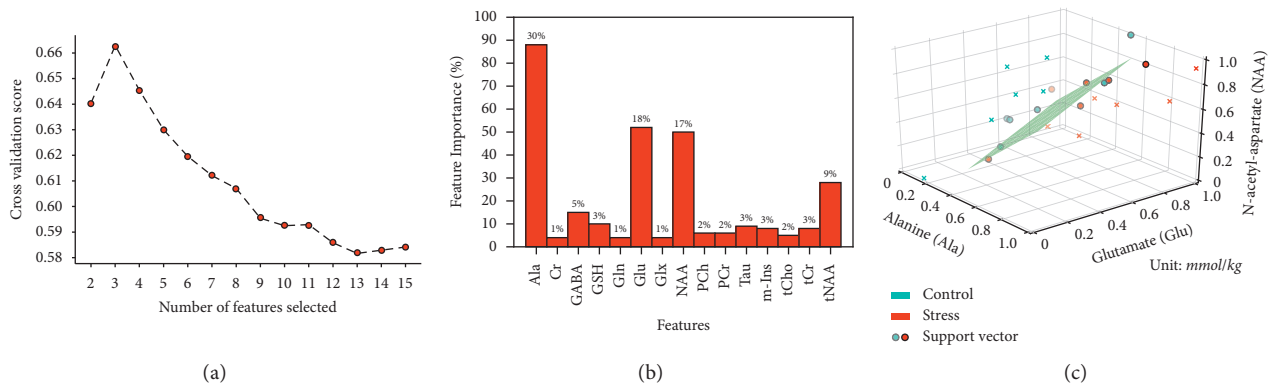 (a)
Cross validation score
0.66
0.65
0.64
0.63
0.62
0.61
0.60
0.59
0.58
2 3 4 5 6 7 8 9 10 11 12 13 14 15
Number of features selected
(b)
Feature Importance (%)
100
90
80
70
60
50
40
30
20
10
0
30% 1% 5% 3% 1% 18% 1% 17% 2% 2% 3% 3% 2% 3% 9%
Ala Cr GABA GSH Gln Glu Glx NAA PCh PCr Tau m-Ins tCho tCr tNAA
Features
(c)
N-acetyl-aspartate (NAA)
1.0
0.8
0.6
0.4
0.2
0
0 0.2 0.4 0.6 0.8 1.0
Alanine (Ala)
0 0.2 0.4 0.6 0.8 1.0
Glutamate (Glu)
Unit: mmol/kg
Control
Stress
Support vector
(a)
(b)
(c)